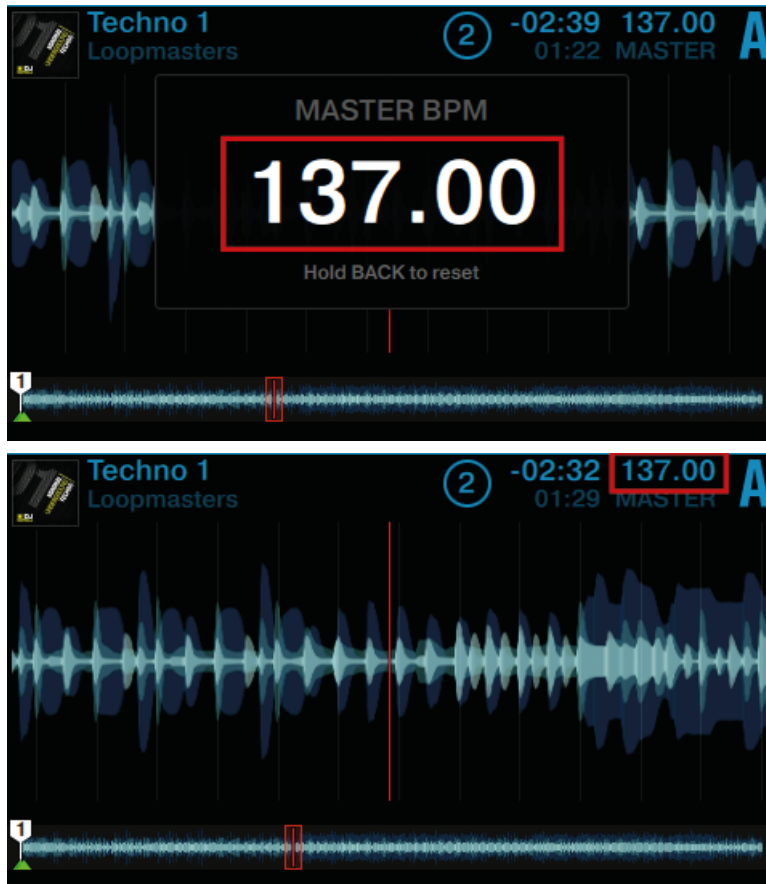 Techno 1
Loopmasters
2
-02:39 137.00
01:22 MASTER
A
MASTER BPM
137.00
Hold BACK to reset
1
Techno 1
Loopmasters
2
-02:32 137.00
01:29 MASTER
A
1